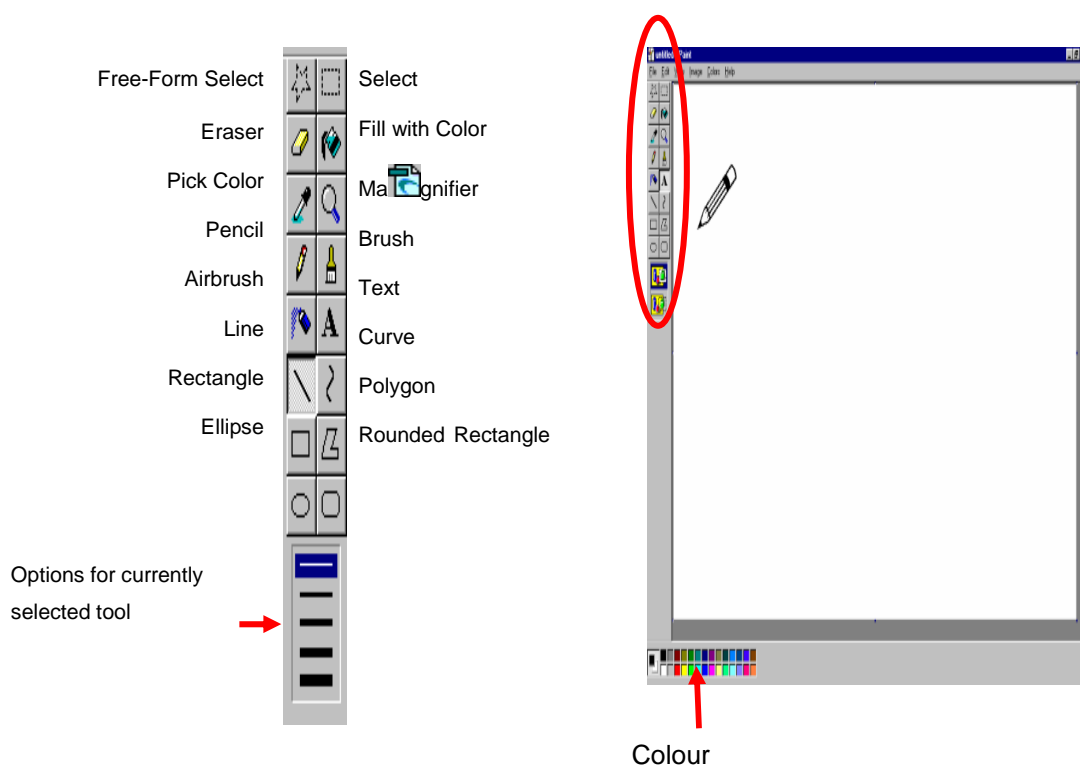 Free-Form Select
Select
Eraser
Fill with Color
Pick Color
Magnifier
Pencil
Brush
Airbrush
Text
Line
Curve
Rectangle
Polygon
Ellipse
Rounded Rectangle
A
Options for currently
selected tool
untitled Paint
File Edit View Image Colors Help
A
Colour